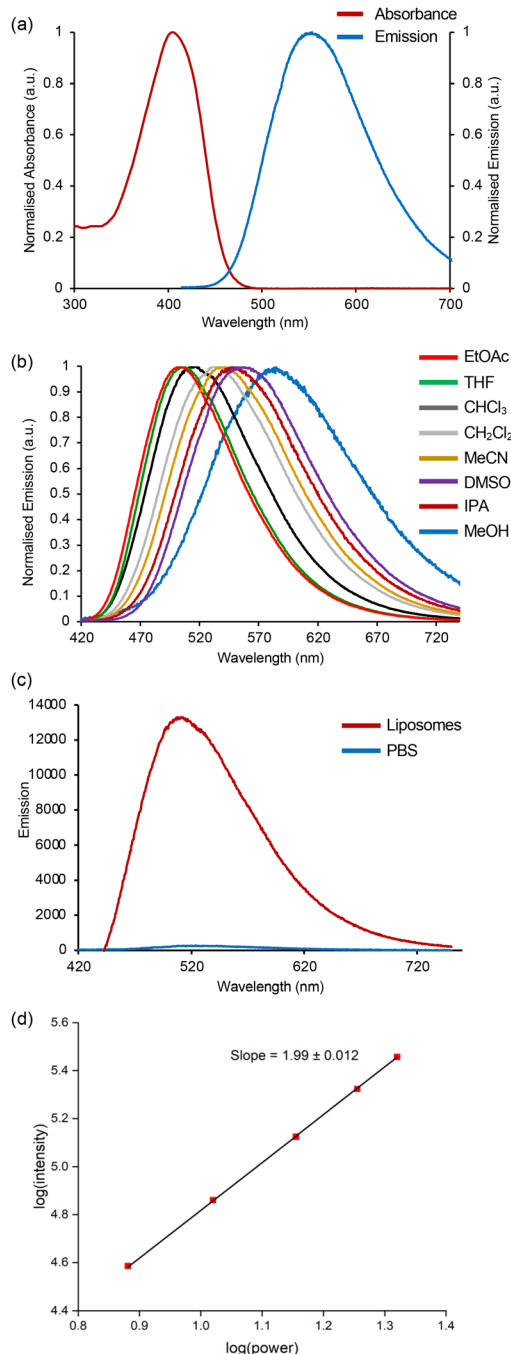 (a)
Absorbance
Emission
Normalised Absorbance (a.u.)
Normalised Emission (a.u.)
1
0.8
0.6
0.4
0.2
0
1
0.8
0.6
0.4
0.2
0
300 400 500 600 700
Wavelength (nm)
(b)
EtOAc
THF
CHCl₃
CH₂Cl₂
MeCN
DMSO
IPA
MeOH
Normalised Emission (a.u.)
1
0.9
0.8
0.7
0.6
0.5
0.4
0.3
0.2
0.1
0
420 470 520 570 620 670 720
Wavelength (nm)
(c)
Liposomes
PBS
Emission
14000
12000
10000
8000
6000
4000
2000
0
420 520 620 720
Wavelength (nm)
(d)
Slope = 1.99 ± 0.012
log(intensity)
5.6
5.4
5.2
5.0
4.8
4.6
4.4
0.8 0.9 1.0 1.1 1.2 1.3 1.4
log(power)